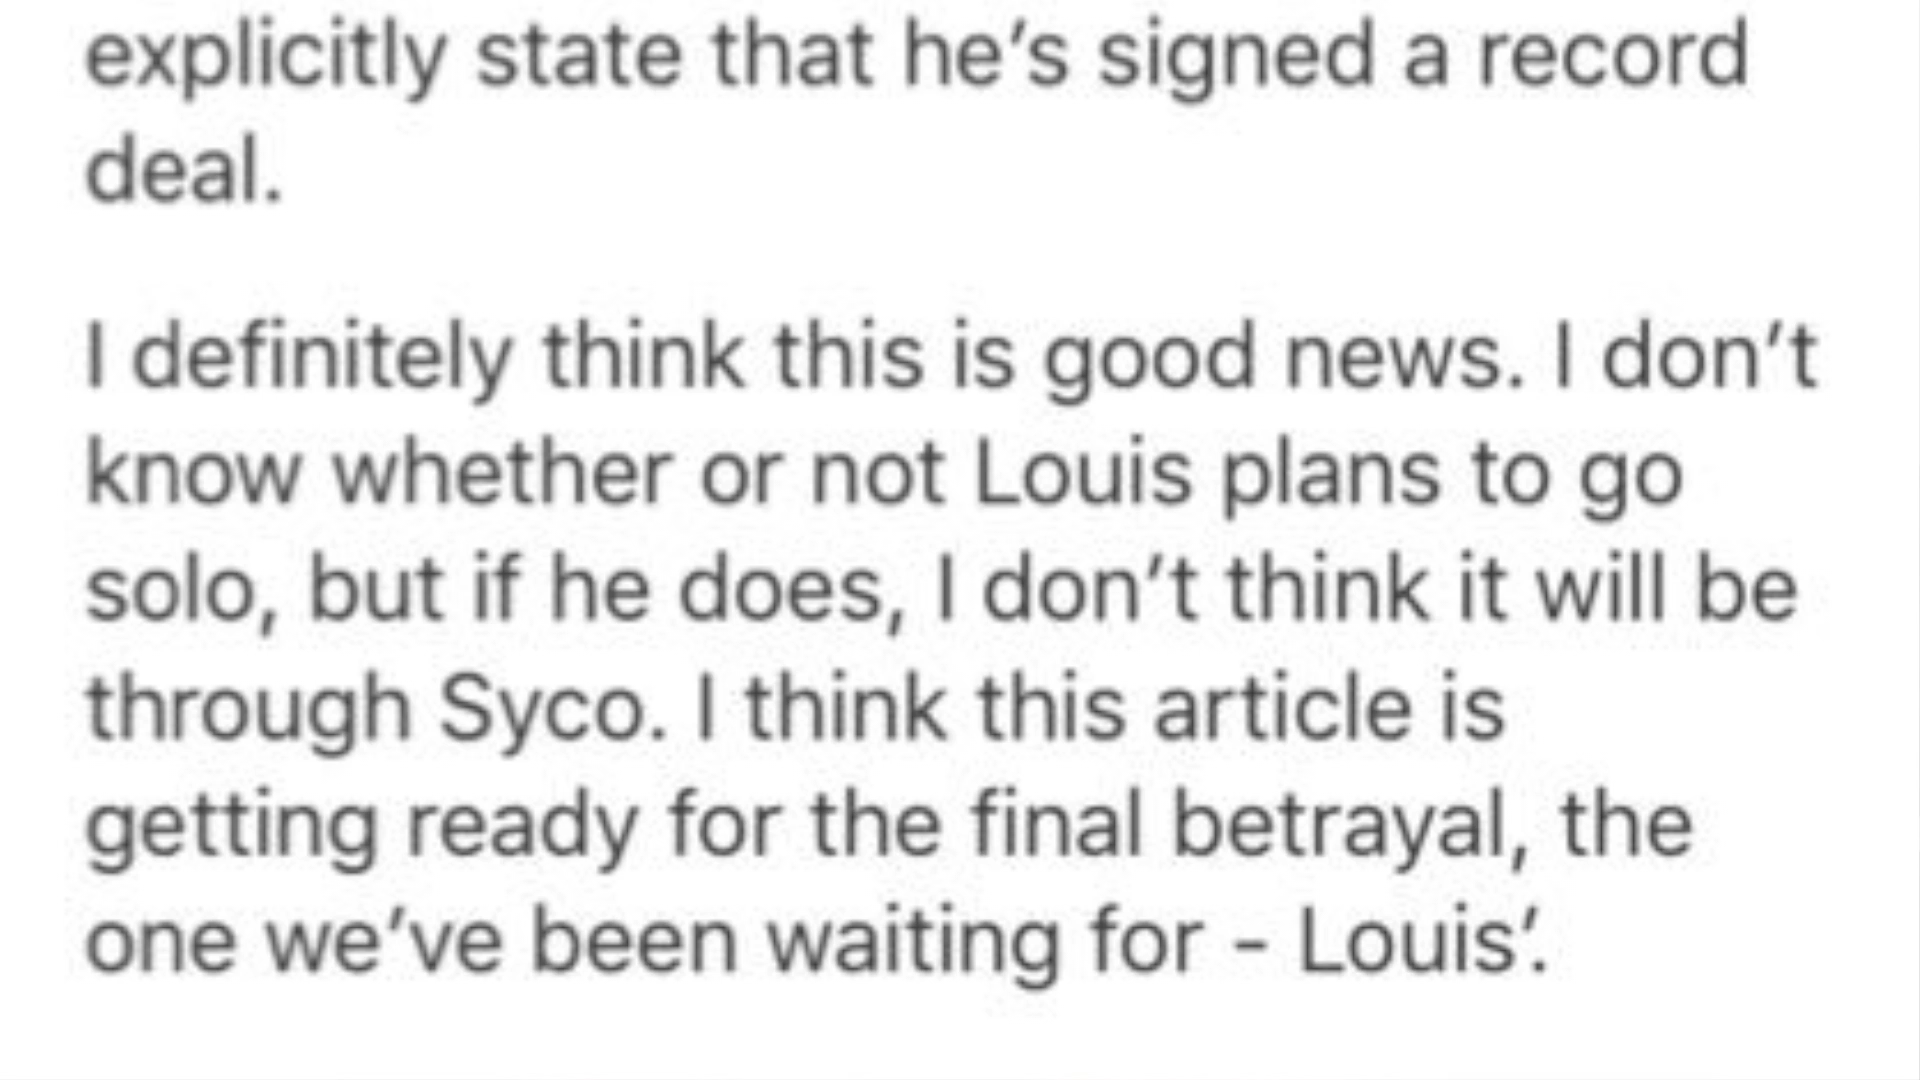 explicitly state that he’s signed a record
deal.
I definitely think this is good news. I don’t
know whether or not Louis plans to go
solo, but if he does, I don’t think it will be
through Syco. I think this article is
getting ready for the final betrayal, the
one we’ve been waiting for - Louis’.